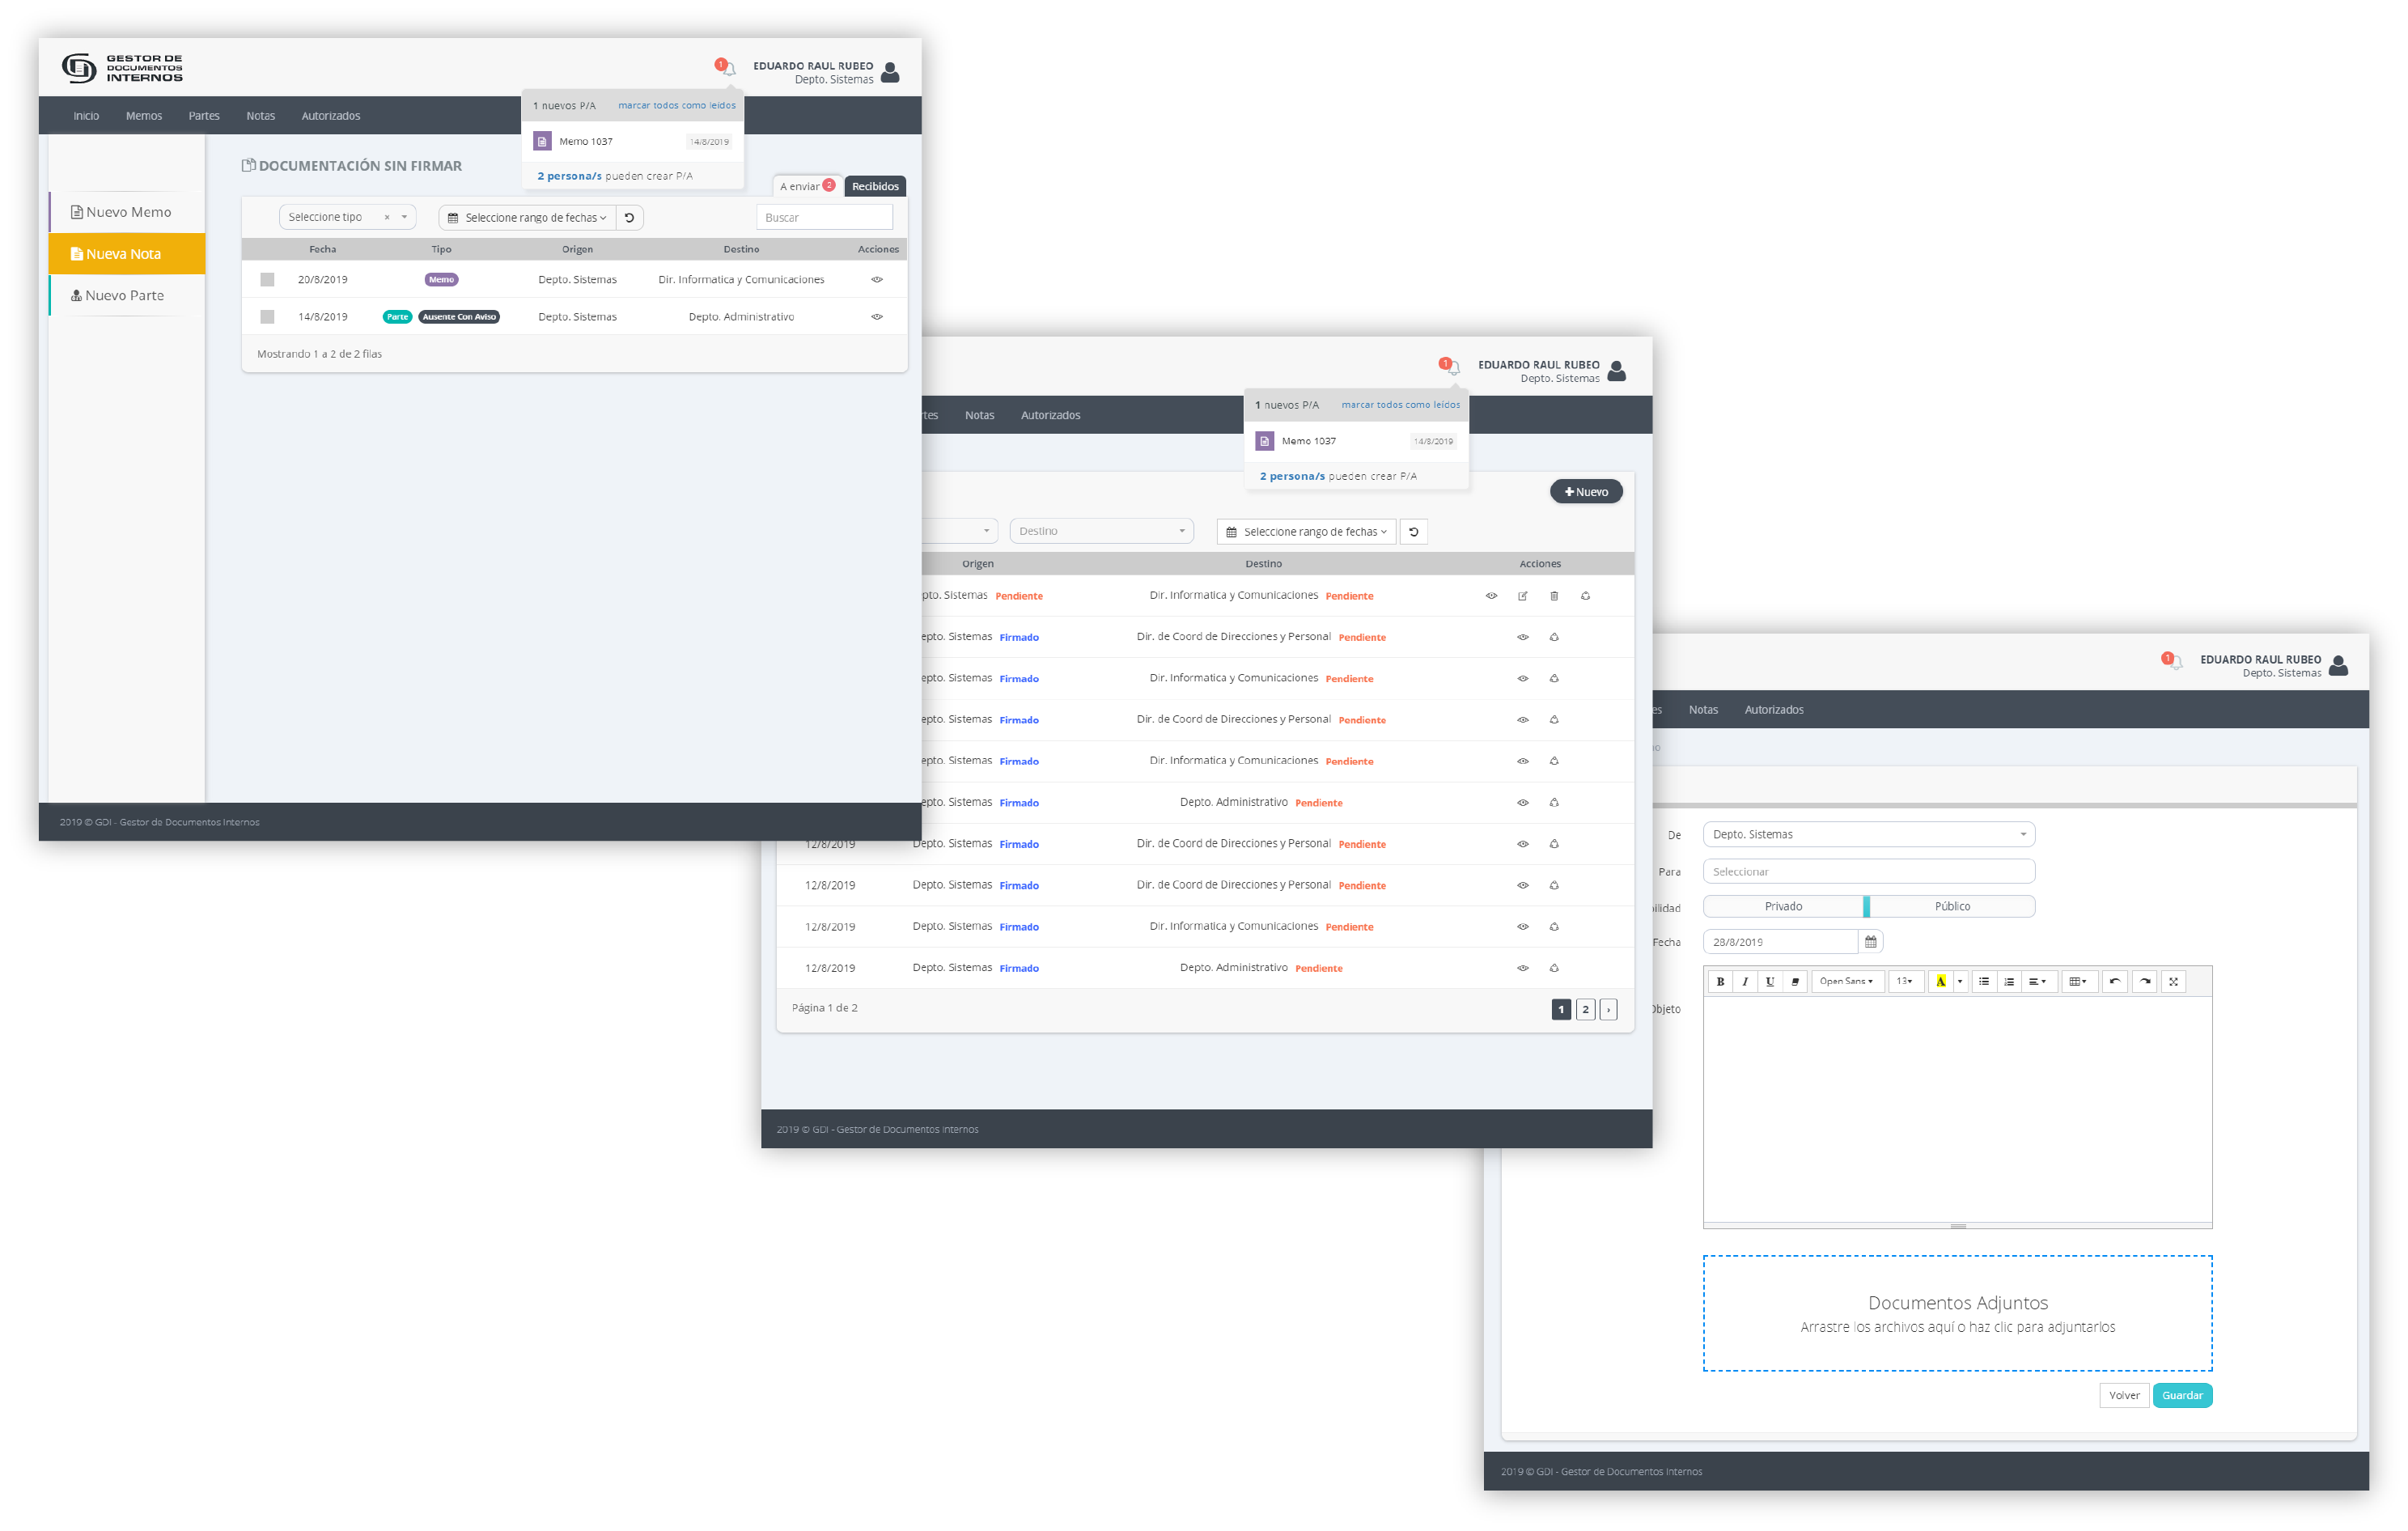 GESTOR DE
DOCUMENTOS
INTERNOS
1
EDUARDO RAUL RUBEO
Depto. Sistemas
Inicio Memos Partes Notas Autorizados
1 nuevos P/A marcar todos como leídos
Memo 1037 14/8/2019
2 persona/s pueden crear P/A
Nuevo Memo
Nueva Nota
Nuevo Parte
DOCUMENTACIÓN SIN FIRMAR
A enviar 2 Recibidos
Seleccione tipo × Seleccione rango de fechas Buscar
Fecha Tipo Origen Destino Acciones
20/8/2019 Memo Depto. Sistemas Dir. Informatica y Comunicaciones
14/8/2019 Parte Ausente Con Aviso Depto. Sistemas Depto. Administrativo
Mostrando 1 a 2 de 2 filas
2019 © GDI - Gestor de Documentos Internos
1
EDUARDO RAUL RUBEO
Depto. Sistemas
rtes Notas Autorizados
1 nuevos P/A marcar todos como leídos
Memo 1037 14/8/2019
2 persona/s pueden crear P/A
+ Nuevo
Destino Seleccione rango de fechas
Origen Destino Acciones
pto. Sistemas Pendiente Dir. Informatica y Comunicaciones Pendiente
epto. Sistemas Firmado Dir. de Coord de Direcciones y Personal Pendiente
epto. Sistemas Firmado Dir. Informatica y Comunicaciones Pendiente
epto. Sistemas Firmado Dir. de Coord de Direcciones y Personal Pendiente
epto. Sistemas Firmado Dir. Informatica y Comunicaciones Pendiente
epto. Sistemas Firmado Depto. Administrativo Pendiente
12/8/2019 Depto. Sistemas Firmado Dir. de Coord de Direcciones y Personal Pendiente
12/8/2019 Depto. Sistemas Firmado Dir. de Coord de Direcciones y Personal Pendiente
12/8/2019 Depto. Sistemas Firmado Dir. Informatica y Comunicaciones Pendiente
12/8/2019 Depto. Sistemas Firmado Depto. Administrativo Pendiente
Página 1 de 2 1 2 ›
2019 © GDI - Gestor de Documentos Internos
1
EDUARDO RAUL RUBEO
Depto. Sistemas
es Notas Autorizados
De Depto. Sistemas
Para Seleccionar
ilidad Privado Público
Fecha 28/8/2019
B I U Open Sans 13 A
Objeto
Documentos Adjuntos
Arrastre los archivos aquí o haz clic para adjuntarlos
Volver Guardar
2019 © GDI - Gestor de Documentos Internos